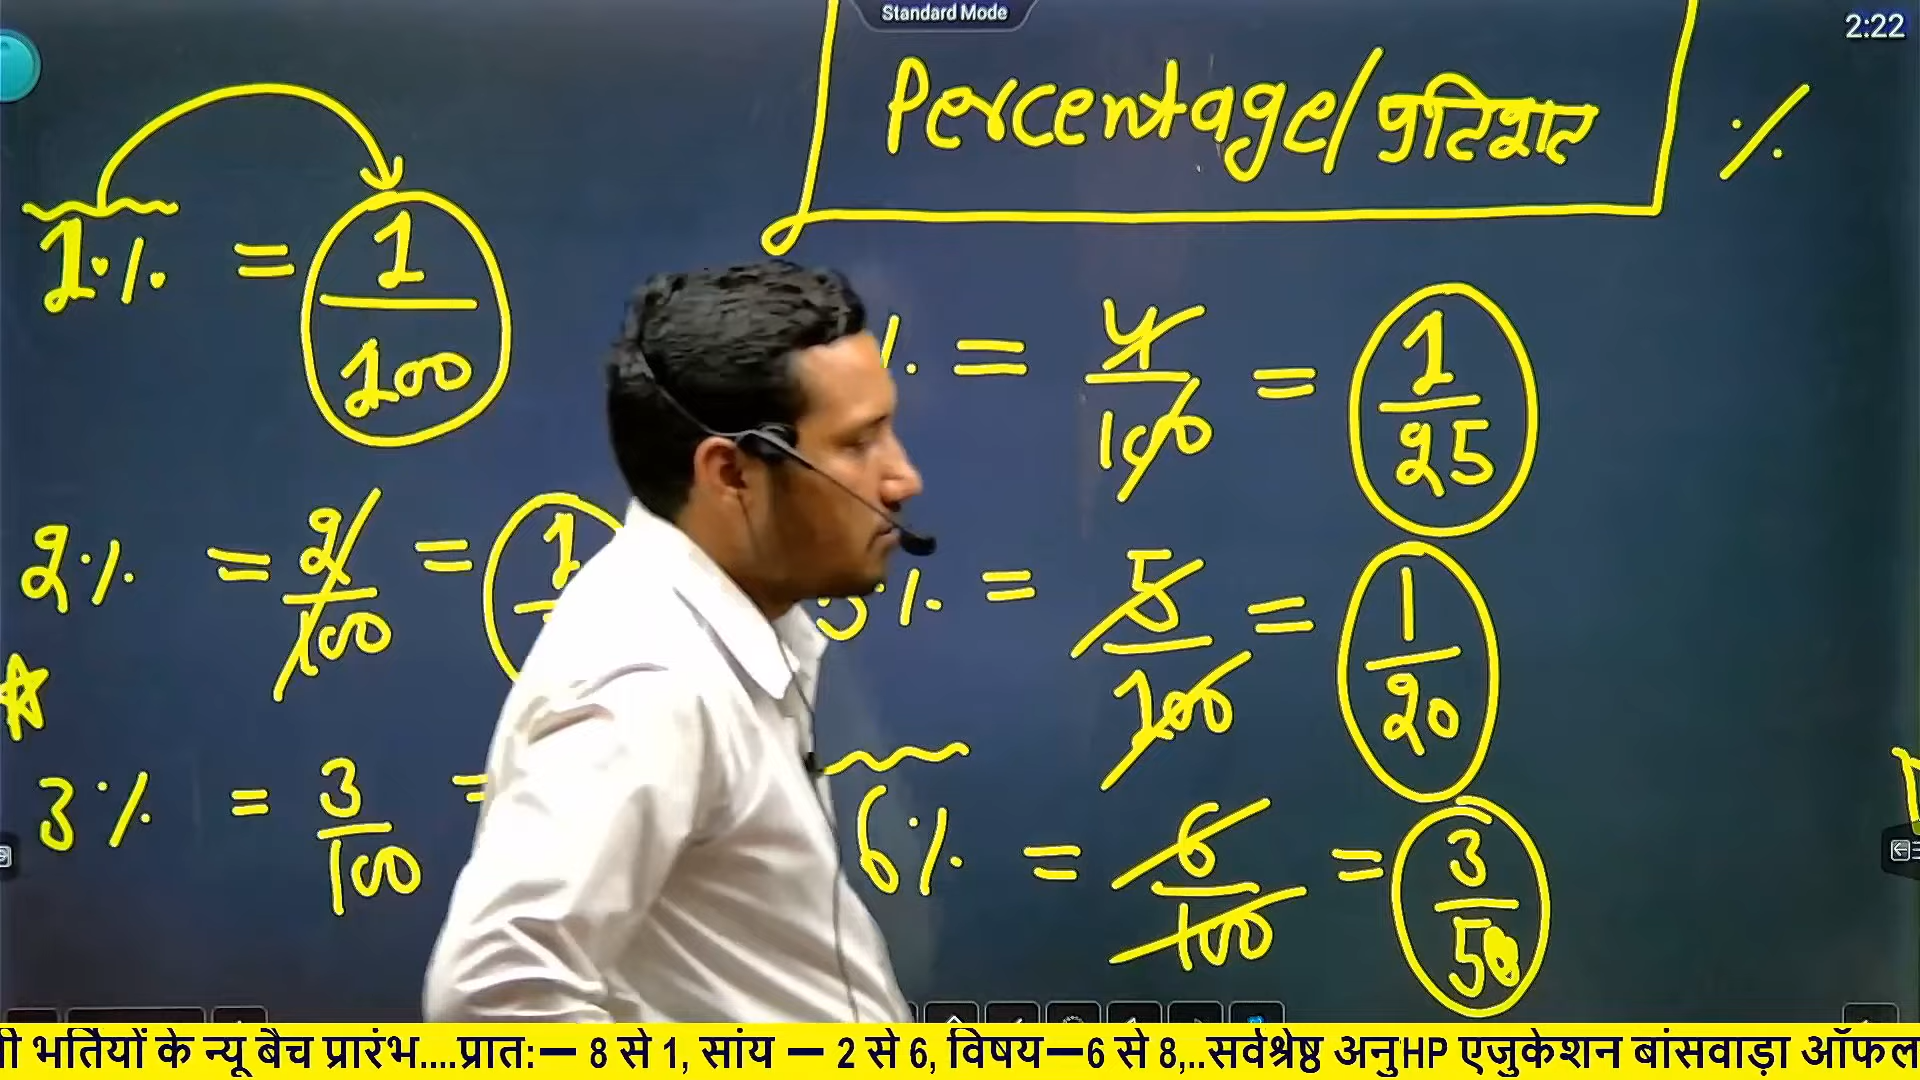 Standard Mode
2:22
Percentage/प्रतिशत %
1% = 1/100
2% = 2/100 = 1
3% = 3/100 =
% = 4/100 = 1/25
5% = 5/100 = 1/20
6% = 6/100 = 3/50
भर्तियों के न्यू बैच प्रारंभ....प्रातः— 8 से 1, सांय — 2 से 6, विषय—6 से 8,..सर्वश्रेष्ठ HP एजुकेशन बांसवाड़ा